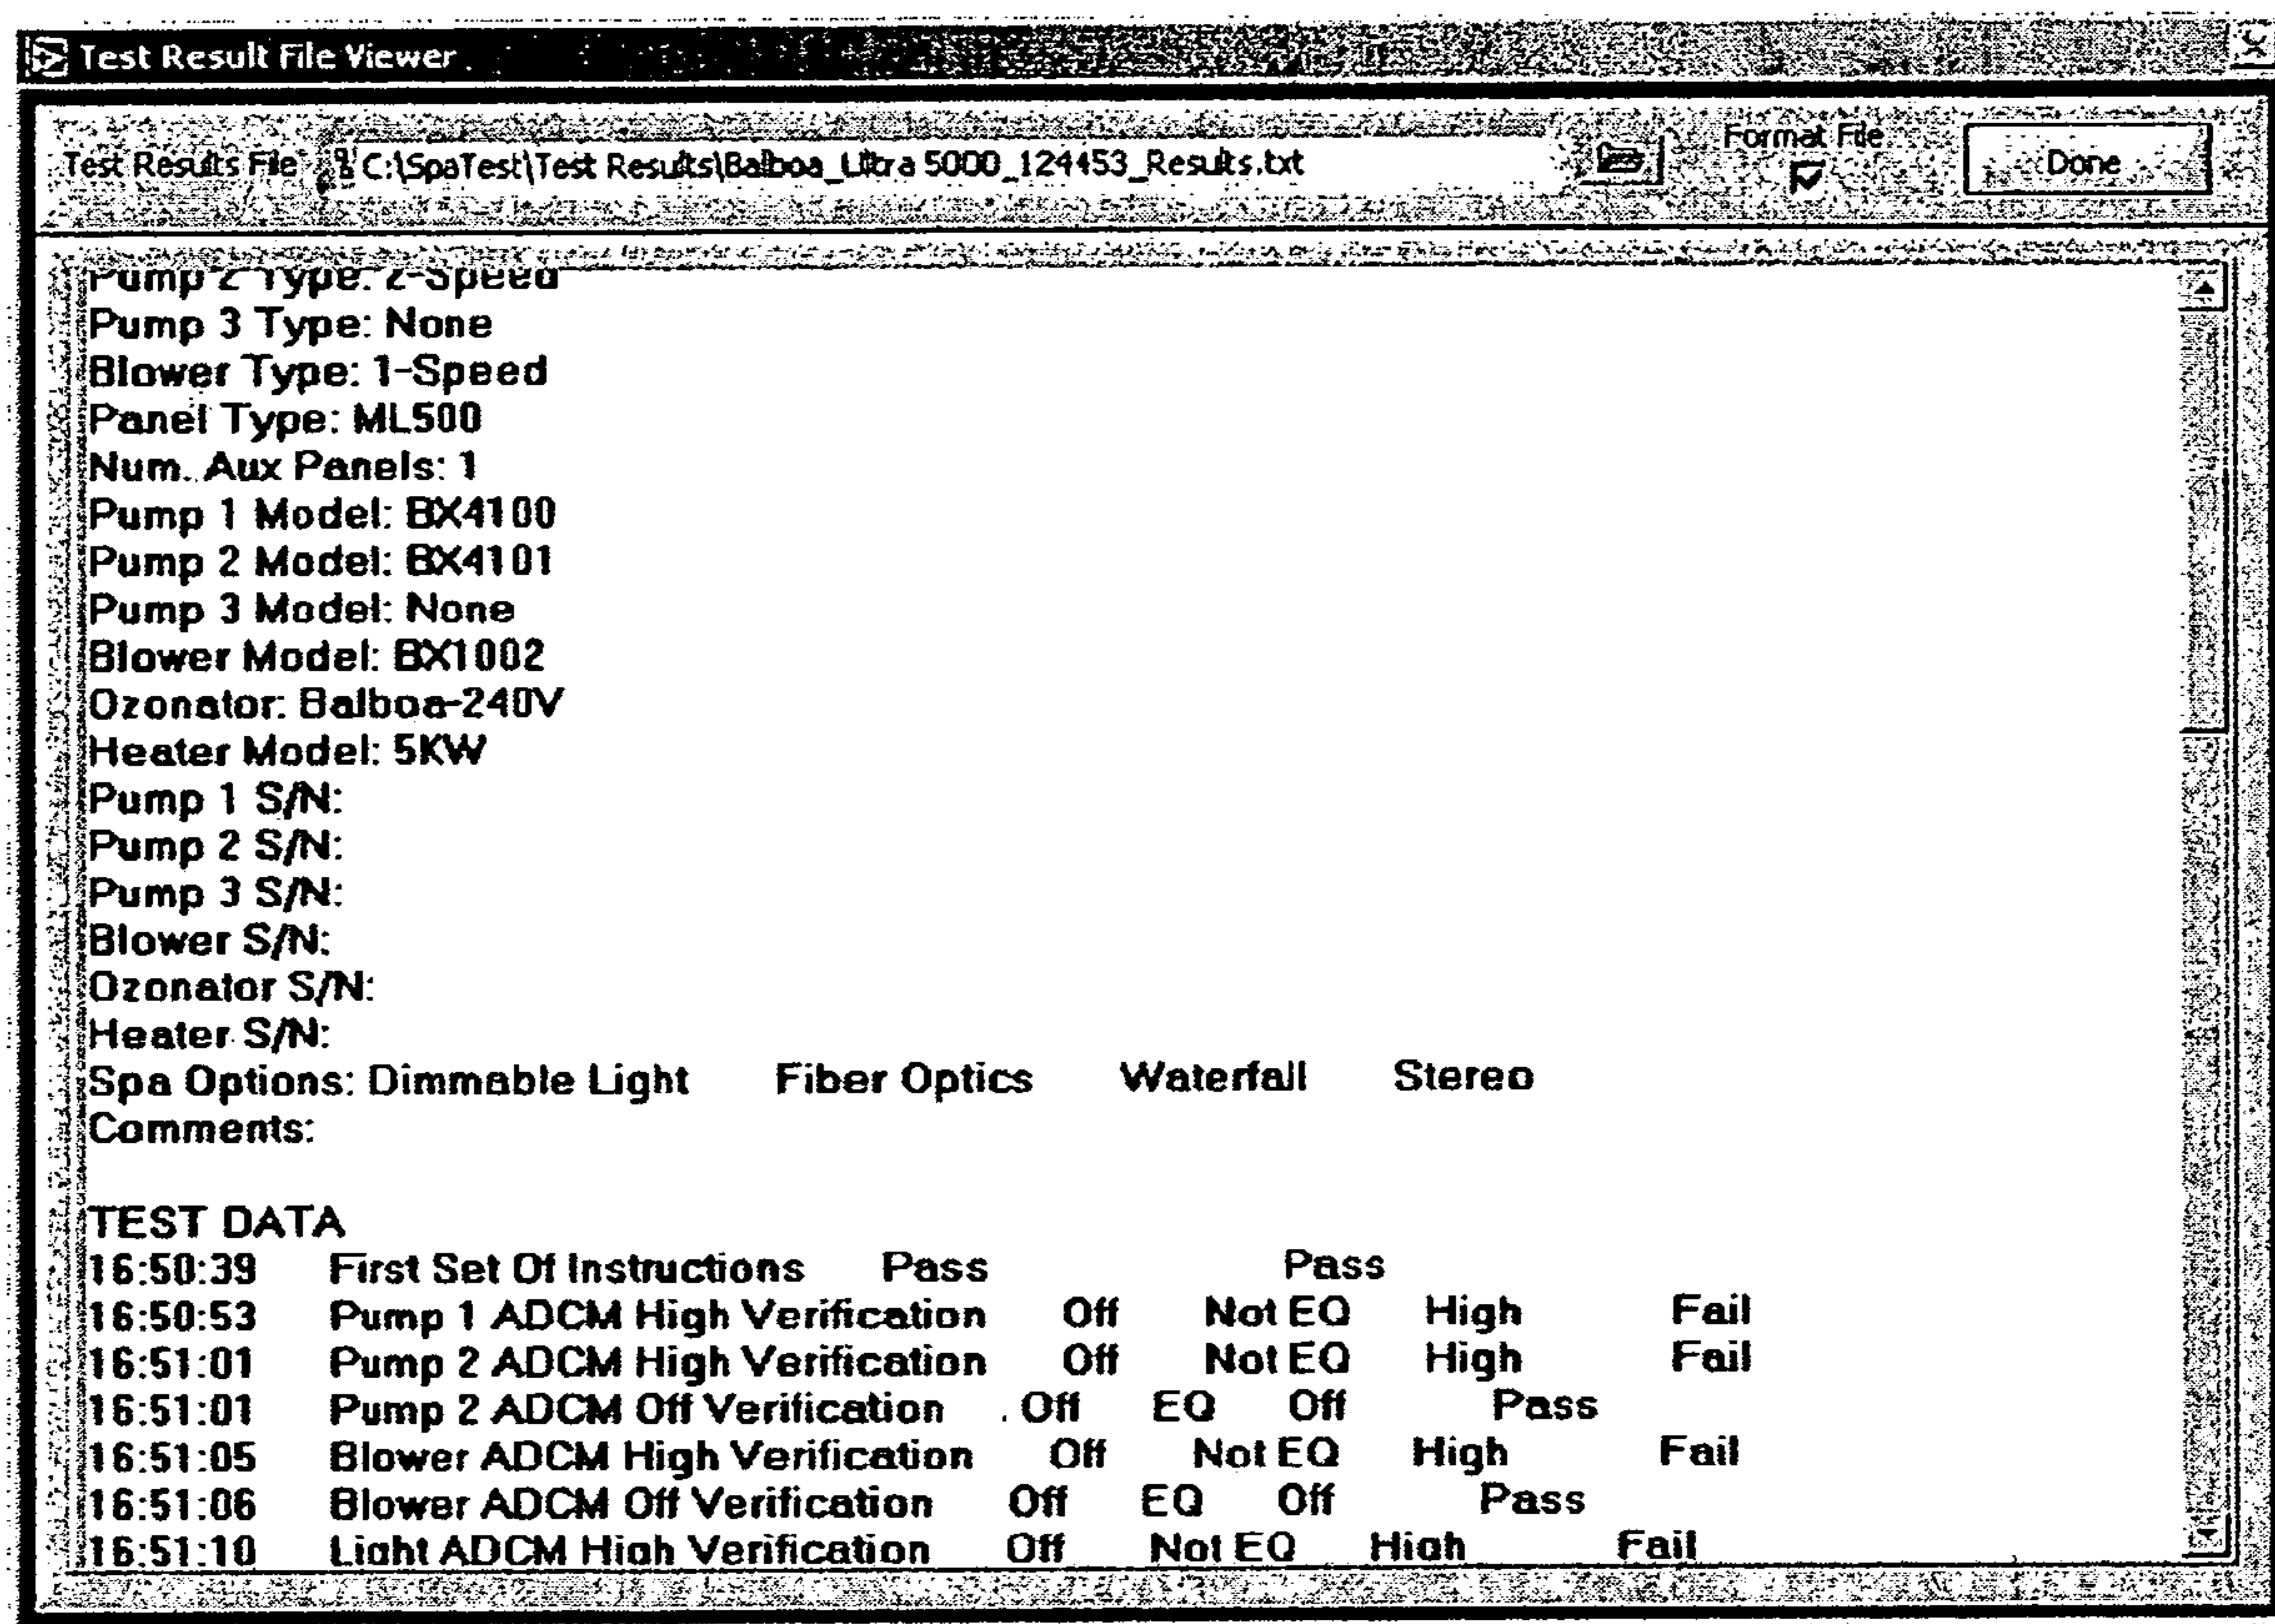 Test Result File Viewer
Test Results File C:\SpaTest\Test Results\Balboa_Ultra 5000_124453_Results.txt Format File Done
Pump 2 Type: 2-Speed
Pump 3 Type: None
Blower Type: 1-Speed
Panel Type: ML500
Num. Aux Panels: 1
Pump 1 Model: BX4100
Pump 2 Model: BX4101
Pump 3 Model: None
Blower Model: BX1002
Ozonator: Balboa-240V
Heater Model: 5KW
Pump 1 S/N:
Pump 2 S/N:
Pump 3 S/N:
Blower S/N:
Ozonator S/N:
Heater S/N:
Spa Options: Dimmable Light Fiber Optics Waterfall Stereo
Comments:
TEST DATA
16:50:39 First Set Of Instructions Pass Pass
16:50:53 Pump 1 ADCM High Verification Off Not EQ High Fail
16:51:01 Pump 2 ADCM High Verification Off Not EQ High Fail
16:51:01 Pump 2 ADCM Off Verification Off EQ Off Pass
16:51:05 Blower ADCM High Verification Off Not EQ High Fail
16:51:06 Blower ADCM Off Verification Off EQ Off Pass
16:51:10 Light ADCM High Verification Off Not EQ High Fail